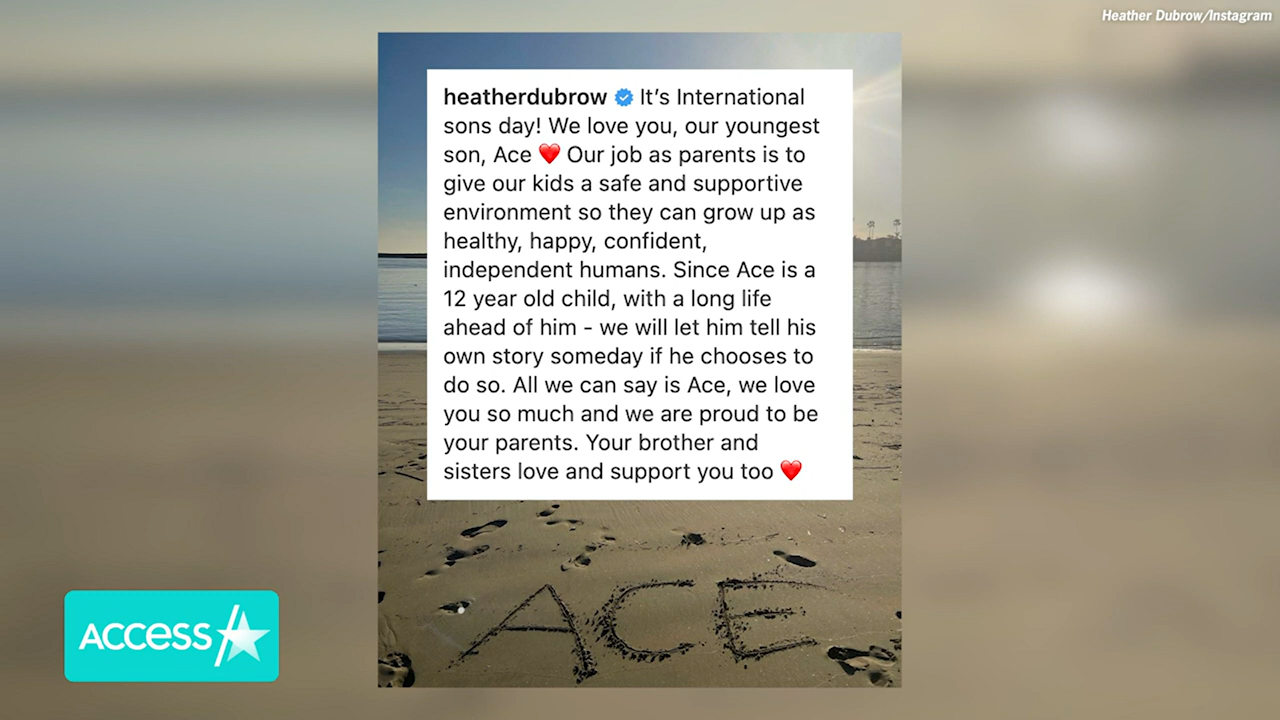 Heather Dubrow/Instagram
heatherdubrow It’s International
sons day! We love you, our youngest
son, Ace ❤️ Our job as parents is to
give our kids a safe and supportive
environment so they can grow up as
healthy, happy, confident,
independent humans. Since Ace is a
12 year old child, with a long life
ahead of him - we will let him tell his
own story someday if he chooses to
do so. All we can say is Ace, we love
you so much and we are proud to be
your parents. Your brother and
sisters love and support you too ❤️
ACE
ACCESS